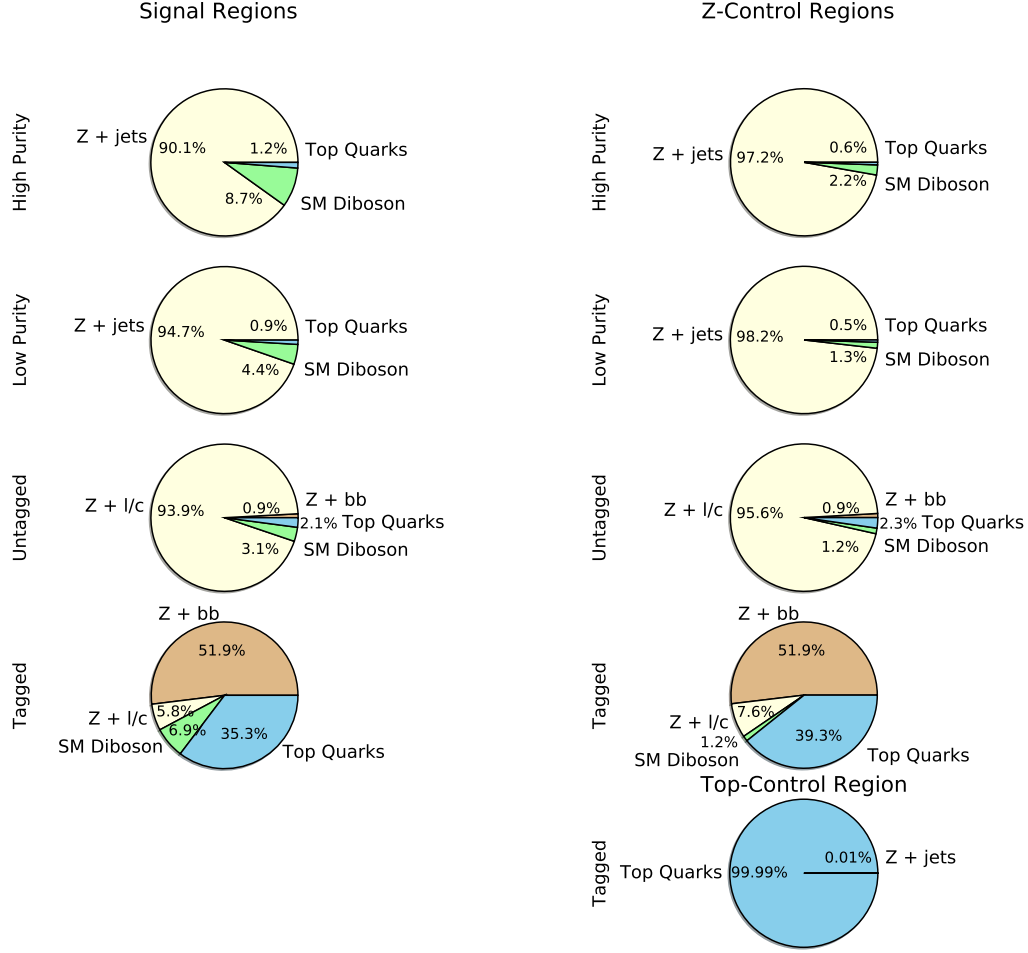 Signal Regions
High Purity
Z + jets
90.1%
1.2%
Top Quarks
8.7%
SM Diboson
Low Purity
Z + jets
94.7%
0.9%
Top Quarks
4.4%
SM Diboson
Untagged
Z + l/c
93.9%
0.9%
Z + bb
2.1%
Top Quarks
3.1%
SM Diboson
Tagged
Z + bb
51.9%
Z + l/c
5.8%
SM Diboson
6.9%
35.3%
Top Quarks
Z-Control Regions
High Purity
Z + jets
97.2%
0.6%
Top Quarks
2.2%
SM Diboson
Low Purity
Z + jets
98.2%
0.5%
Top Quarks
1.3%
SM Diboson
Untagged
Z + l/c
95.6%
0.9%
Z + bb
2.3%
Top Quarks
1.2%
SM Diboson
Tagged
Z + bb
51.9%
Z + l/c
7.6%
1.2%
SM Diboson
39.3%
Top Quarks
Top-Control Region
Tagged
Top Quarks
99.99%
0.01%
Z + jets